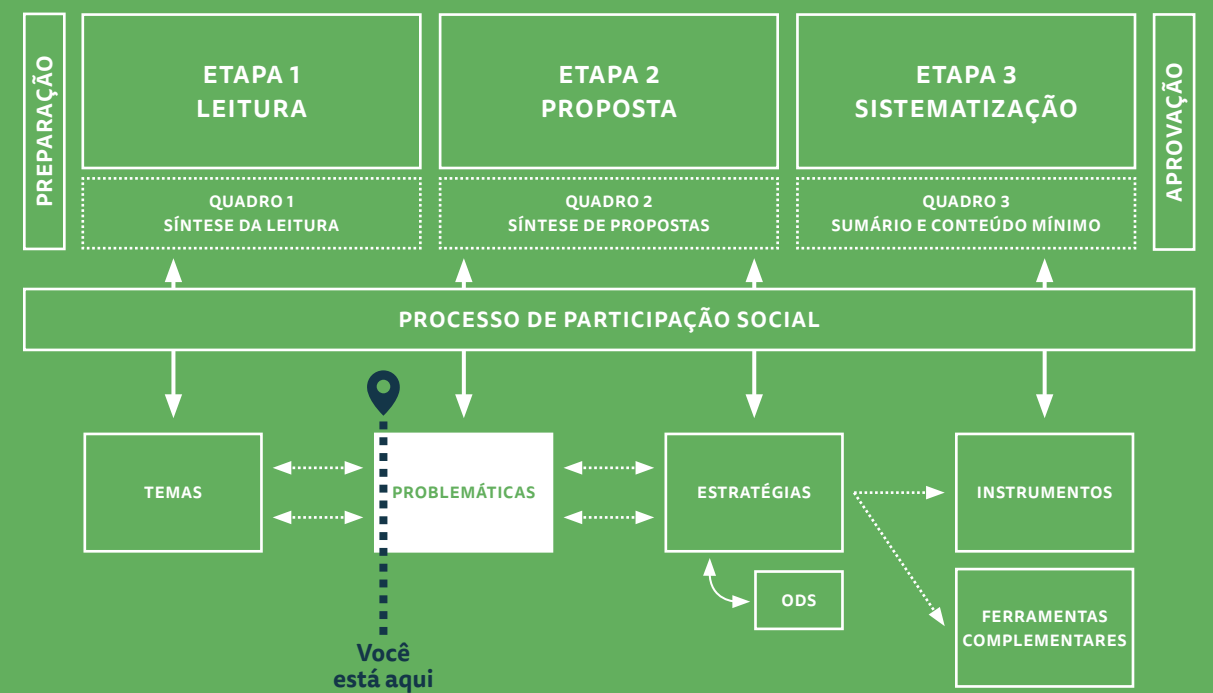 PREPARAÇÃO
ETAPA 1
LEITURA
ETAPA 2
PROPOSTA
ETAPA 3
SISTEMATIZAÇÃO
APROVAÇÃO
QUADRO 1
SÍNTESE DA LEITURA
QUADRO 2
SÍNTESE DE PROPOSTAS
QUADRO 3
SUMÁRIO E CONTEÚDO MÍNIMO
PROCESSO DE PARTICIPAÇÃO SOCIAL
TEMAS
PROBLEMÁTICAS
ESTRATÉGIAS
INSTRUMENTOS
ODS
FERRAMENTAS
COMPLEMENTARES
Você
está aqui